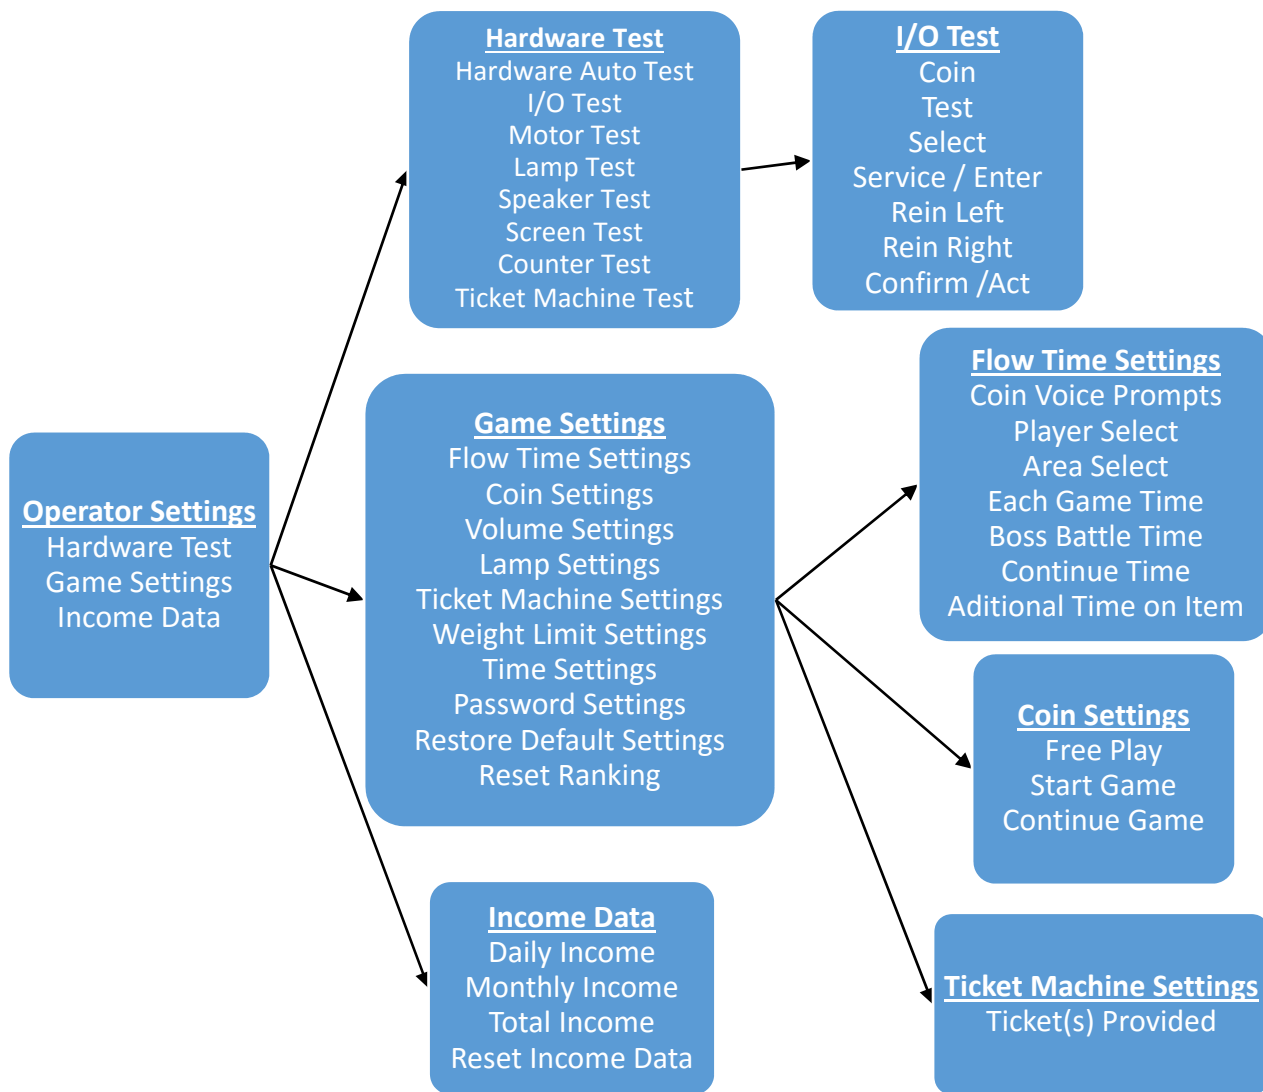 Operator Settings
Hardware Test
Game Settings
Income Data
Hardware Test
Hardware Auto Test
I/O Test
Motor Test
Lamp Test
Speaker Test
Screen Test
Counter Test
Ticket Machine Test
I/O Test
Coin
Test
Select
Service / Enter
Rein Left
Rein Right
Confirm /Act
Game Settings
Flow Time Settings
Coin Settings
Volume Settings
Lamp Settings
Ticket Machine Settings
Weight Limit Settings
Time Settings
Password Settings
Restore Default Settings
Reset Ranking
Flow Time Settings
Coin Voice Prompts
Player Select
Area Select
Each Game Time
Boss Battle Time
Continue Time
Aditional Time on Item
Coin Settings
Free Play
Start Game
Continue Game
Ticket Machine Settings
Ticket(s) Provided
Income Data
Daily Income
Monthly Income
Total Income
Reset Income Data